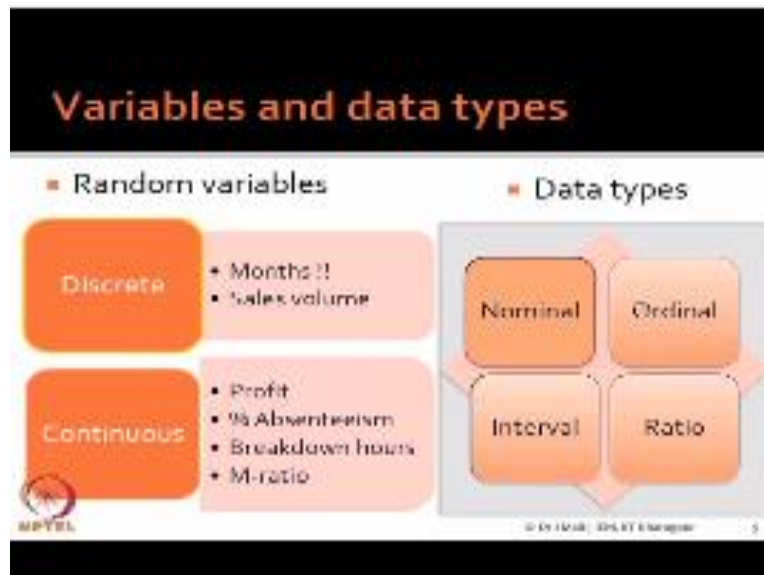 Variables and data types
Random variables
Data types
Discrete
• Months !!
• Sales volume
Continuous
• Profit
• % Absenteeism
• Breakdown hours
• M-ratio
Nominal
Ordinal
Interval
Ratio
NPTEL